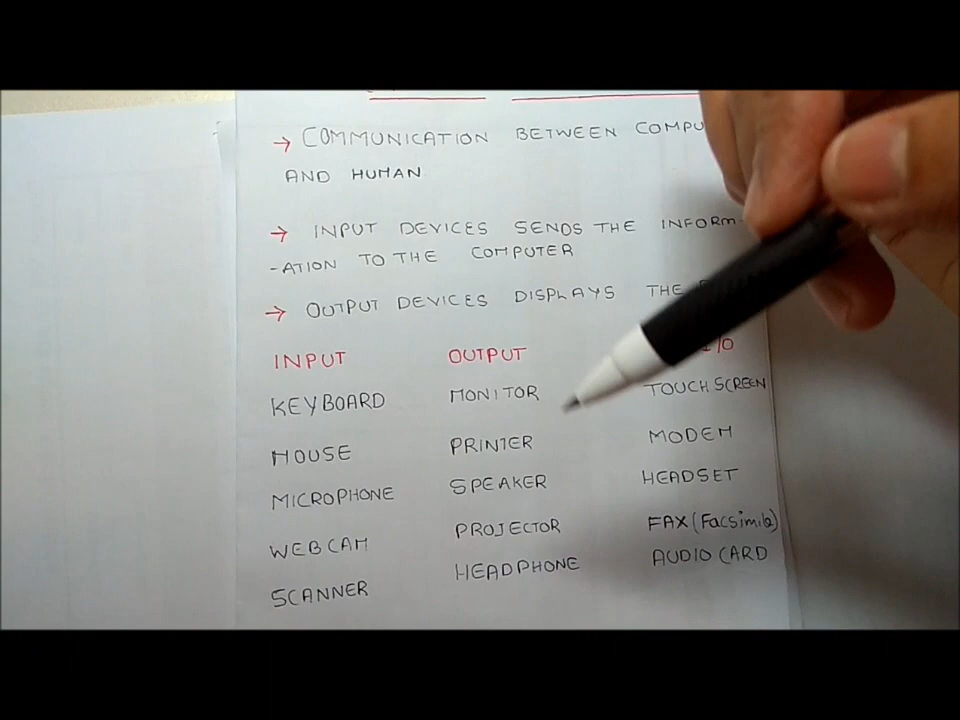 → COMMUNICATION BETWEEN COMPU
AND HUMAN
→ INPUT DEVICES SENDS THE INFORM-
-ATION TO THE COMPUTER
→ OUTPUT DEVICES DISPLAYS THE
INPUT OUTPUT I/O
KEYBOARD MONITOR TOUCH SCREEN
MOUSE PRINTER MODEM
MICROPHONE SPEAKER HEADSET
WEBCAM PROJECTOR FAX (Facsimile)
SCANNER HEADPHONE AUDIO CARD